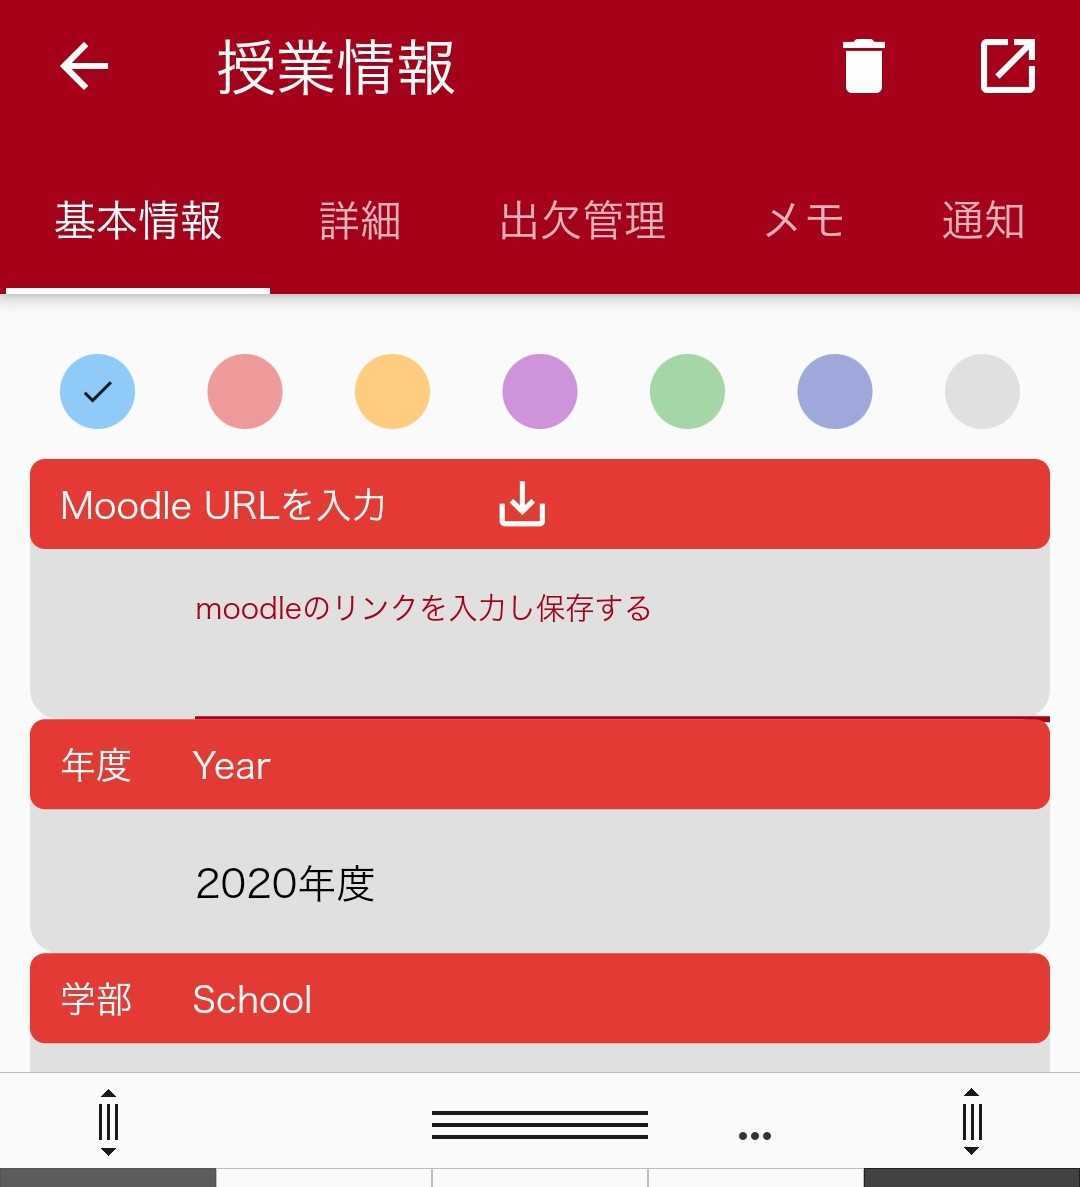 授業情報
基本情報 詳細 出欠管理 メモ 通知
Moodle URLを入力
moodleのリンクを入力し保存する
年度 Year
2020年度
学部 School